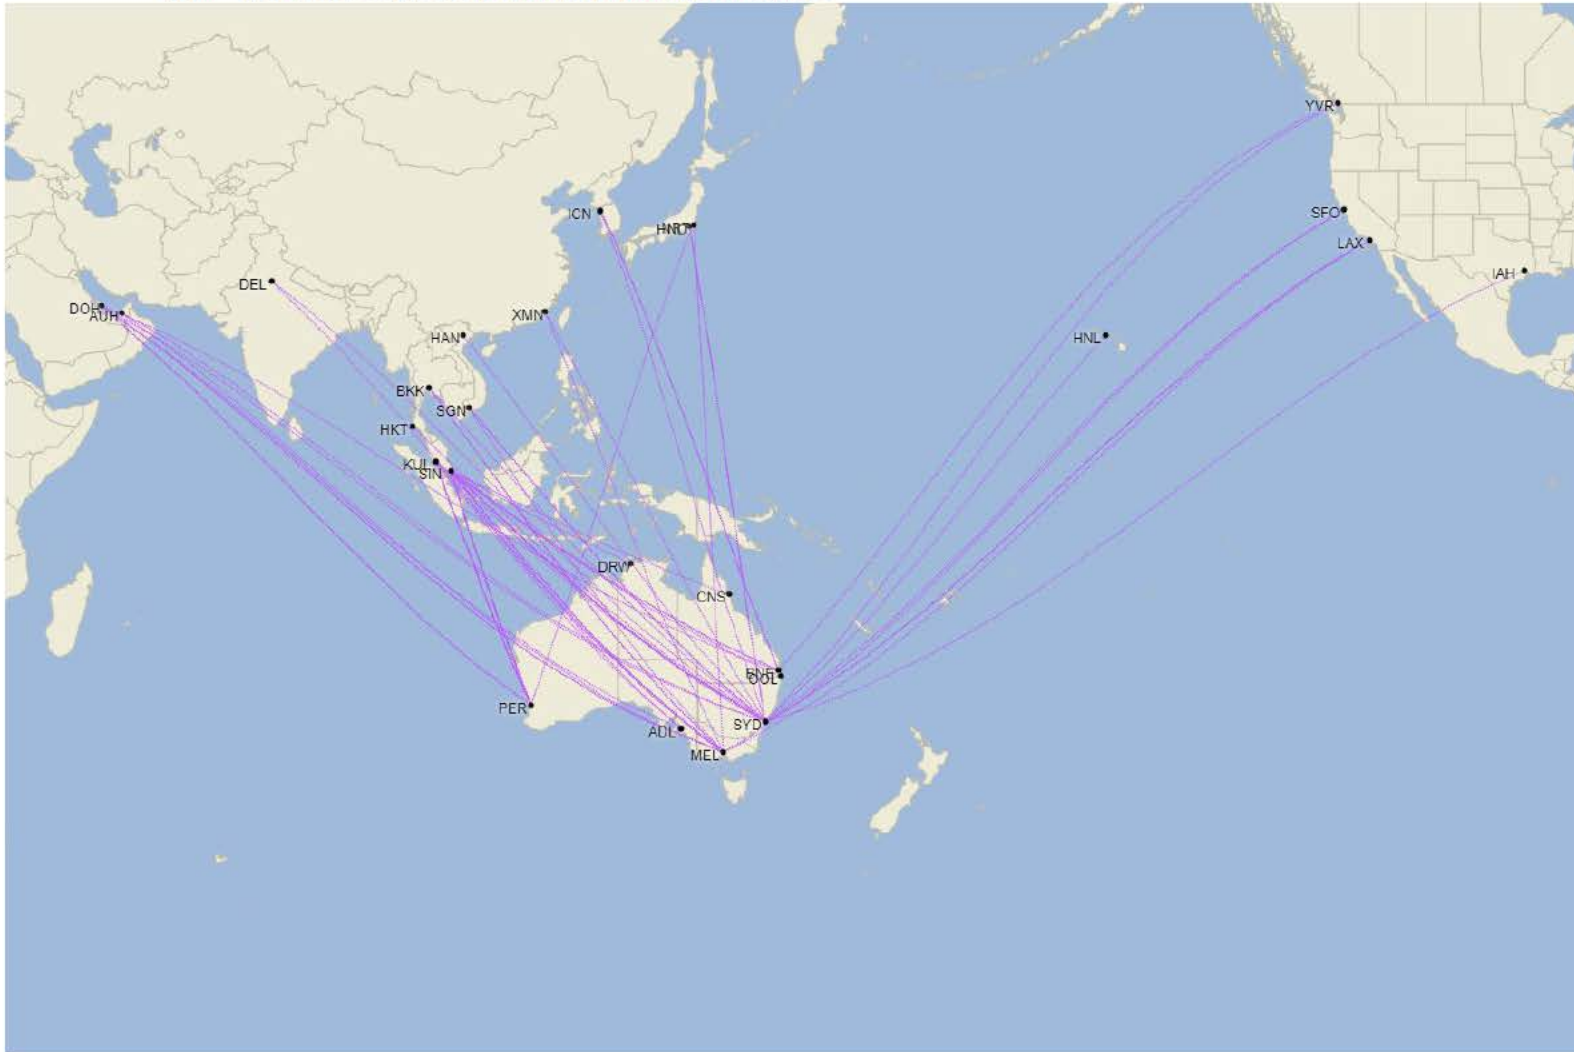 YVR
ICN
SFO
HND
LAX
IAH
DEL
DOH
AUH
XMN
HAN
HNL
BKK
SGN
HKT
KUL
SIN
DRW
CNS
OOL
PER
SYD
ADL
MEL